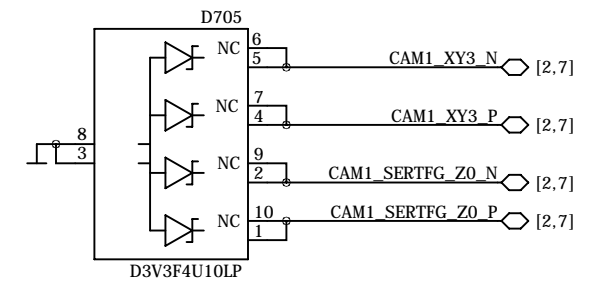 D705
NC 6
5 CAM1_XY3_N [2,7]
NC 7
4 CAM1_XY3_P [2,7]
8
3
NC 9
2 CAM1_SERTFG_Z0_N [2,7]
NC 10 CAM1_SERTFG_Z0_P [2,7]
1
D3V3F4U10LP